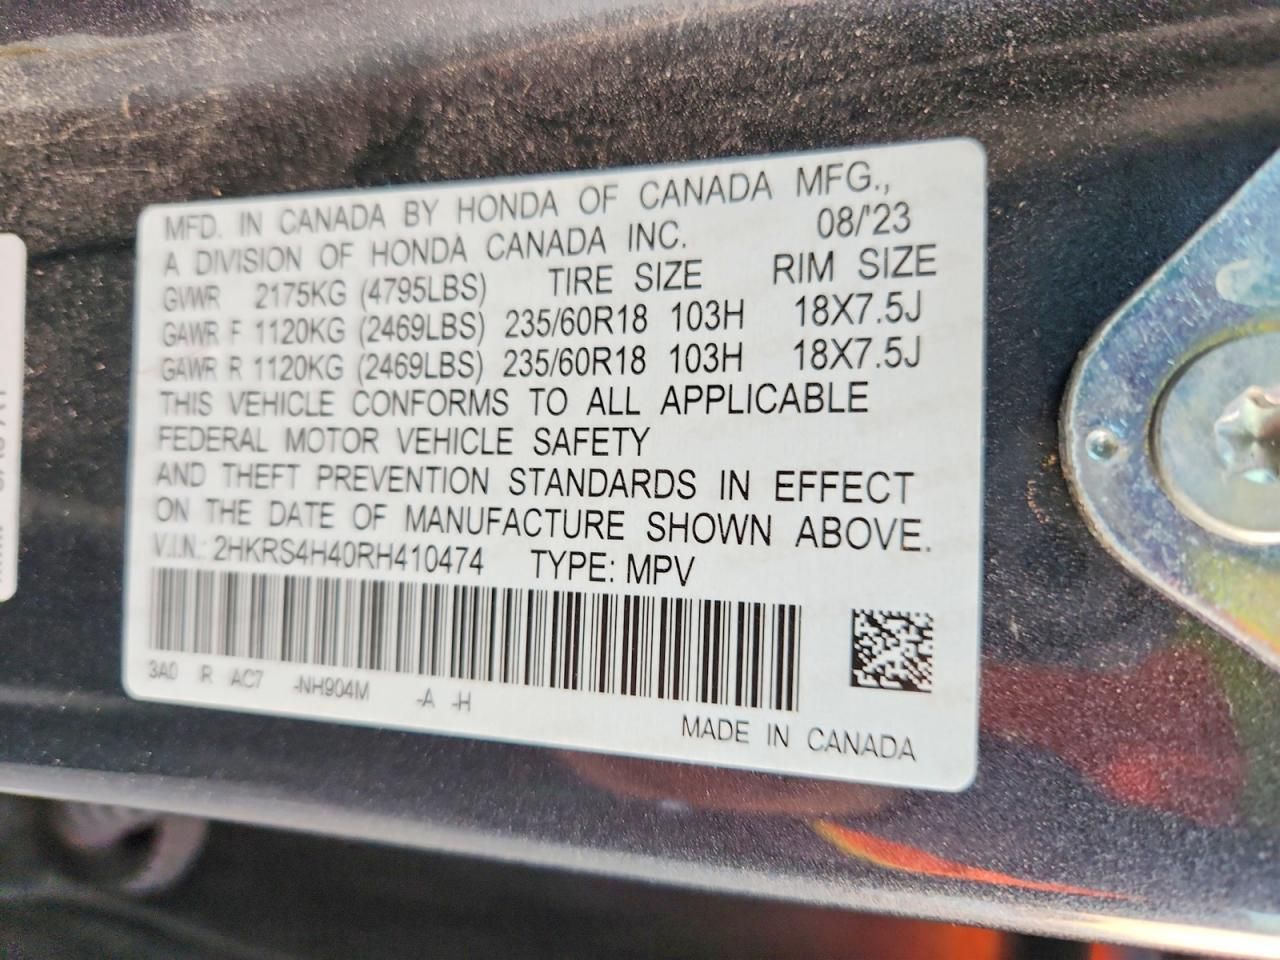 MFD. IN CANADA BY HONDA OF CANADA MFG.,
A DIVISION OF HONDA CANADA INC. 08/'23
GVWR 2175KG (4795LBS) TIRE SIZE RIM SIZE
GAWR F 1120KG (2469LBS) 235/60R18 103H 18X7.5J
GAWR R 1120KG (2469LBS) 235/60R18 103H 18X7.5J
THIS VEHICLE CONFORMS TO ALL APPLICABLE
FEDERAL MOTOR VEHICLE SAFETY
AND THEFT PREVENTION STANDARDS IN EFFECT
ON THE DATE OF MANUFACTURE SHOWN ABOVE.
V.I.N.: 2HKRS4H40RH410474 TYPE: MPV
3A0 R AC7 -NH904M -A -H
MADE IN CANADA